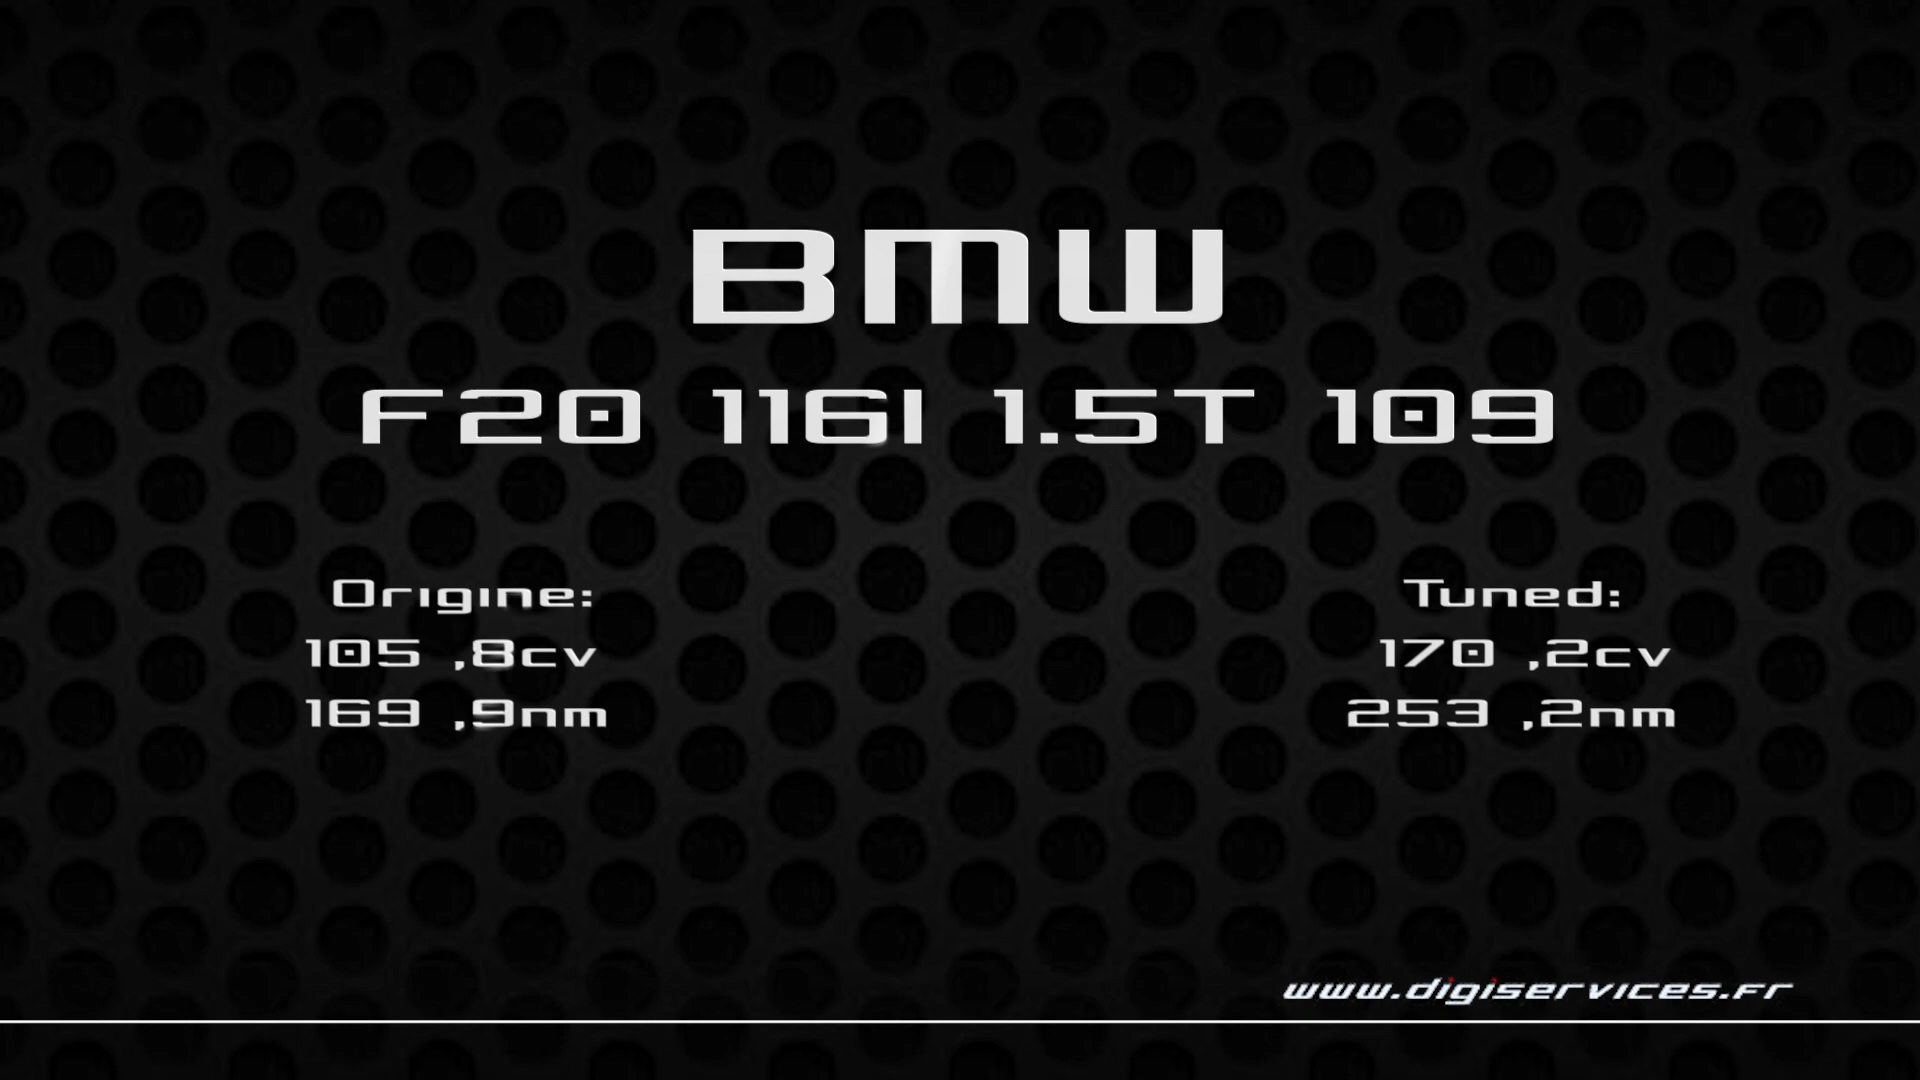 BMW
F20 116I 1.5T 109
Origine:
105 ,8cv
169 ,9nm
Tuned:
170 ,2cv
253 ,2nm
www.digiservices.fr